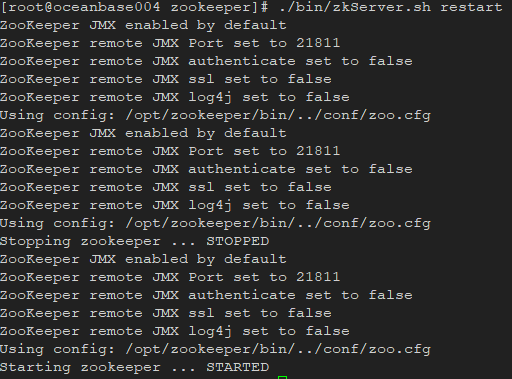 [root@oceanbase004 zookeeper]# ./bin/zkServer.sh restart
ZooKeeper JMX enabled by default
ZooKeeper remote JMX Port set to 21811
ZooKeeper remote JMX authenticate set to false
ZooKeeper remote JMX ssl set to false
ZooKeeper remote JMX log4j set to false
Using config: /opt/zookeeper/bin/../conf/zoo.cfg
ZooKeeper JMX enabled by default
ZooKeeper remote JMX Port set to 21811
ZooKeeper remote JMX authenticate set to false
ZooKeeper remote JMX ssl set to false
ZooKeeper remote JMX log4j set to false
Using config: /opt/zookeeper/bin/../conf/zoo.cfg
Stopping zookeeper ... STOPPED
ZooKeeper JMX enabled by default
ZooKeeper remote JMX Port set to 21811
ZooKeeper remote JMX authenticate set to false
ZooKeeper remote JMX ssl set to false
ZooKeeper remote JMX log4j set to false
Using config: /opt/zookeeper/bin/../conf/zoo.cfg
Starting zookeeper ... STARTED